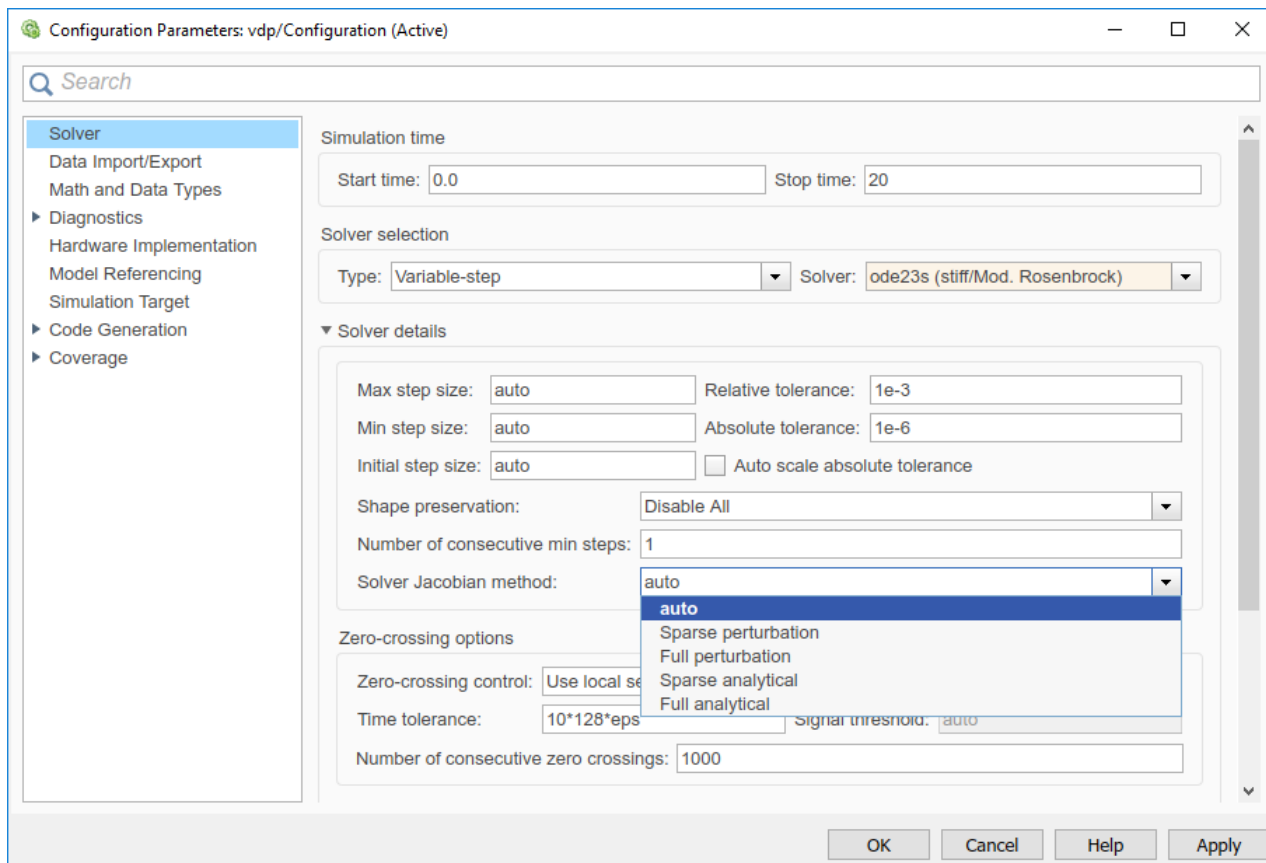 Configuration Parameters: vdp/Configuration (Active)
Search
Solver
Data Import/Export
Math and Data Types
Diagnostics
Hardware Implementation
Model Referencing
Simulation Target
Code Generation
Coverage
Simulation time
Start time: 0.0 Stop time: 20
Solver selection
Type: Variable-step Solver: ode23s (stiff/Mod. Rosenbrock)
Solver details
Max step size: auto Relative tolerance: 1e-3
Min step size: auto Absolute tolerance: 1e-6
Initial step size: auto Auto scale absolute tolerance
Shape preservation: Disable All
Number of consecutive min steps: 1
Solver Jacobian method: auto
auto
Sparse perturbation
Full perturbation
Sparse analytical
Full analytical
Zero-crossing options
Zero-crossing control: Use local se
Time tolerance: 10*128*eps Signal threshold: auto
Number of consecutive zero crossings: 1000
OK Cancel Help Apply